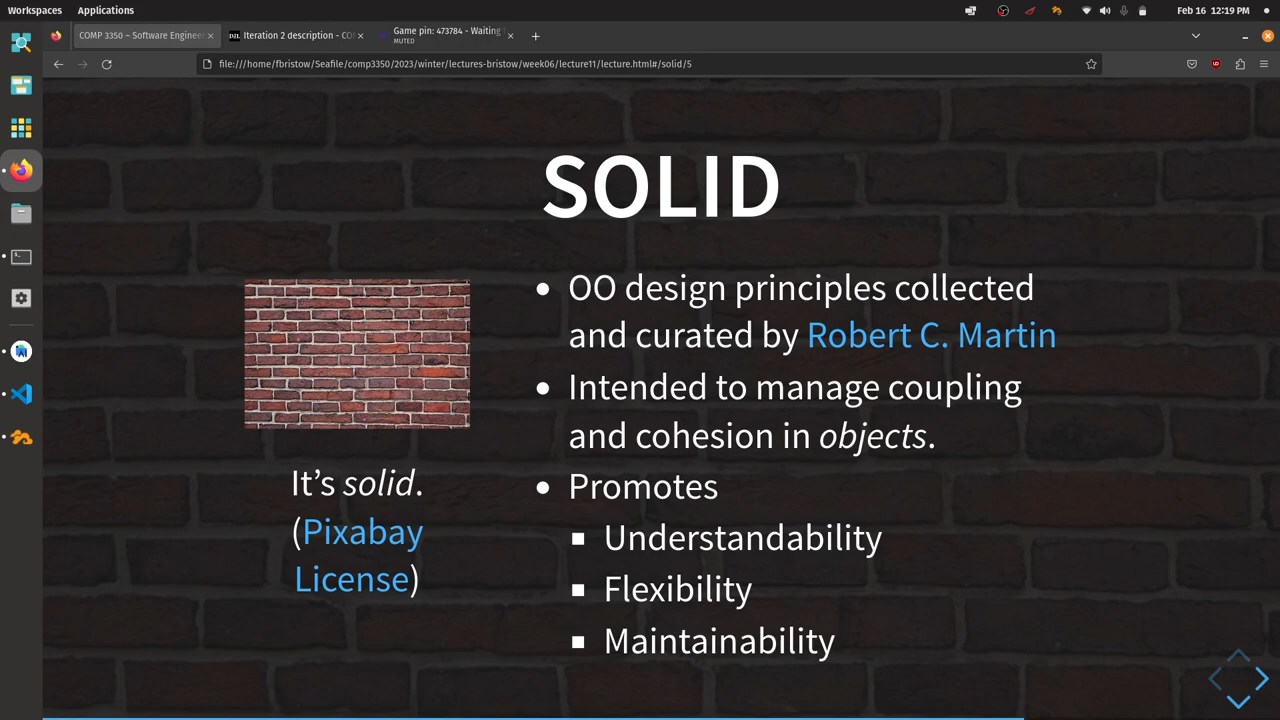 Workspaces Applications
Feb 16 12:19 PM
COMP 3350 – Software Enginee
Iteration 2 description - CO
Game pin: 473784 - Waiting
MUTED
file:///home/fbristow/Seafile/comp3350/2023/winter/lectures-bristow/week06/lecture11/lecture.html#/solid/5
SOLID
It’s solid.
(Pixabay
License)
• OO design principles collected
and curated by Robert C. Martin
• Intended to manage coupling
and cohesion in objects.
• Promotes
▪ Understandability
▪ Flexibility
▪ Maintainability